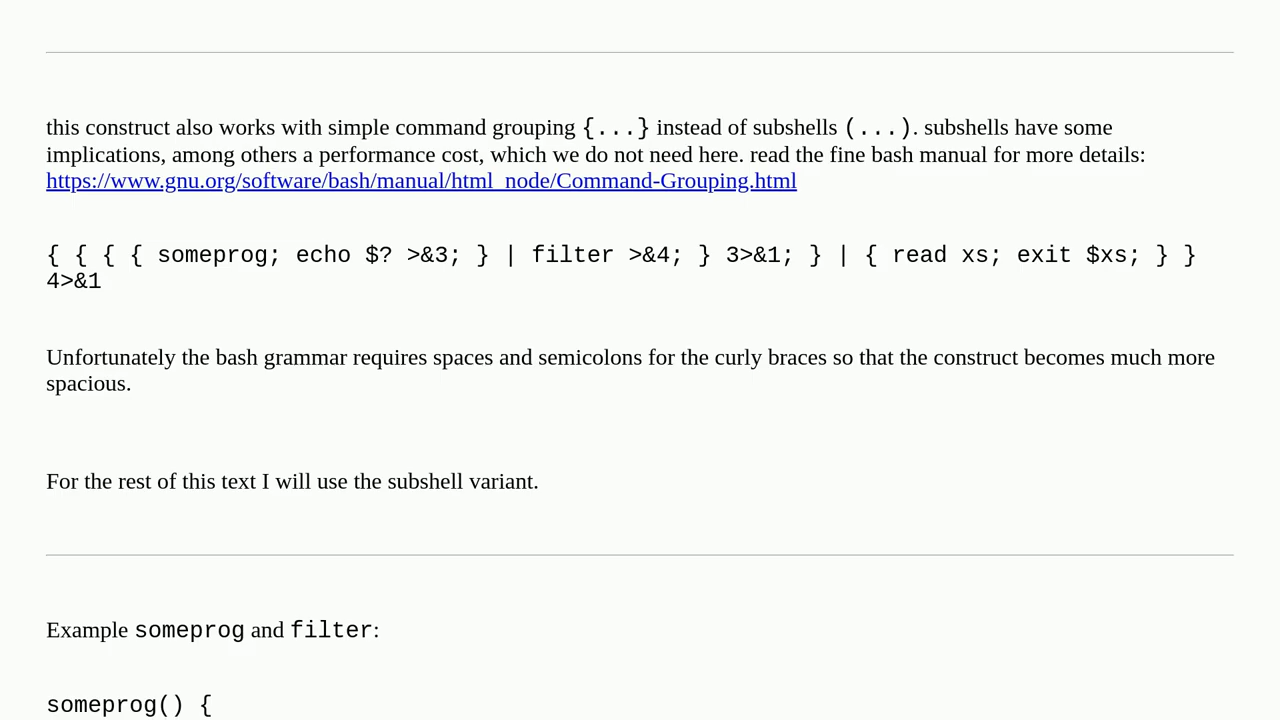 this construct also works with simple command grouping {...} instead of subshells (...). subshells have some
implications, among others a performance cost, which we do not need here. read the fine bash manual for more details:
https://www.gnu.org/software/bash/manual/html_node/Command-Grouping.html
{ { { { someprog; echo $? >&3; } | filter >&4; } 3>&1; } | { read xs; exit $xs; } }
4>&1
Unfortunately the bash grammar requires spaces and semicolons for the curly braces so that the construct becomes much more
spacious.
For the rest of this text I will use the subshell variant.
Example someprog and filter:
someprog() {